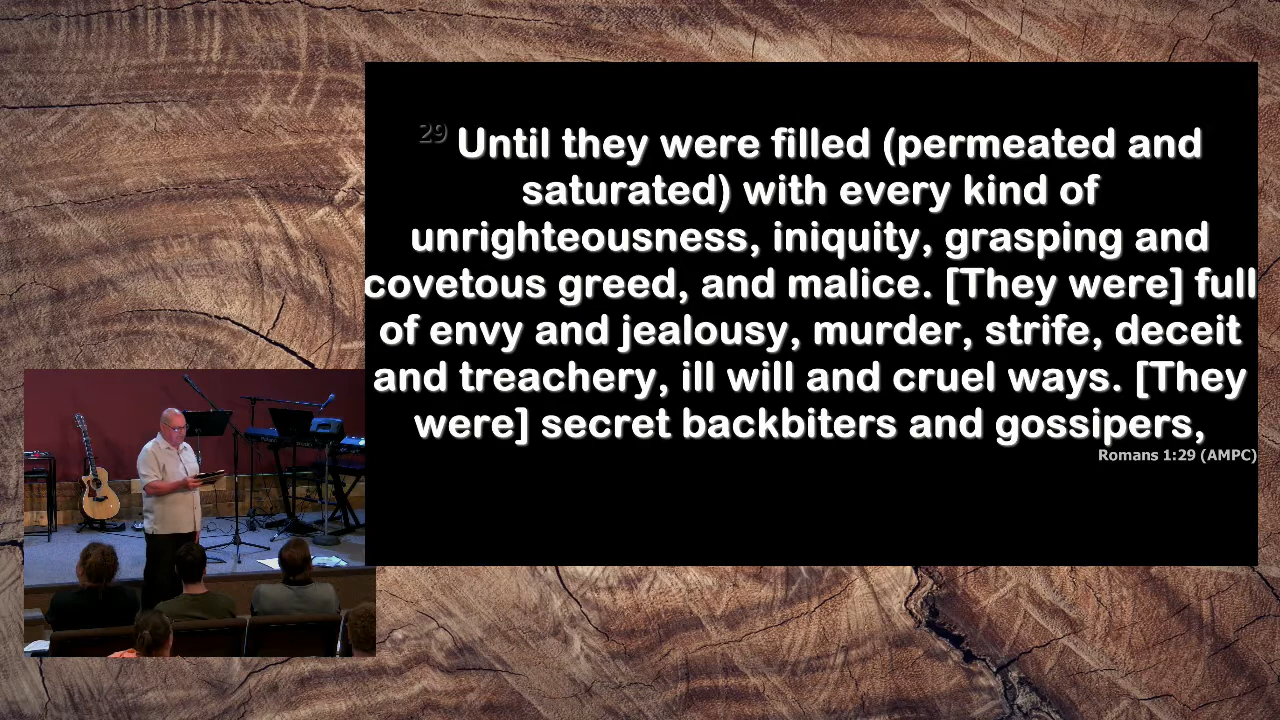 29 Until they were filled (permeated and
saturated) with every kind of
unrighteousness, iniquity, grasping and
covetous greed, and malice. [They were] full
of envy and jealousy, murder, strife, deceit
and treachery, ill will and cruel ways. [They
were] secret backbiters and gossipers,
Romans 1:29 (AMPC)